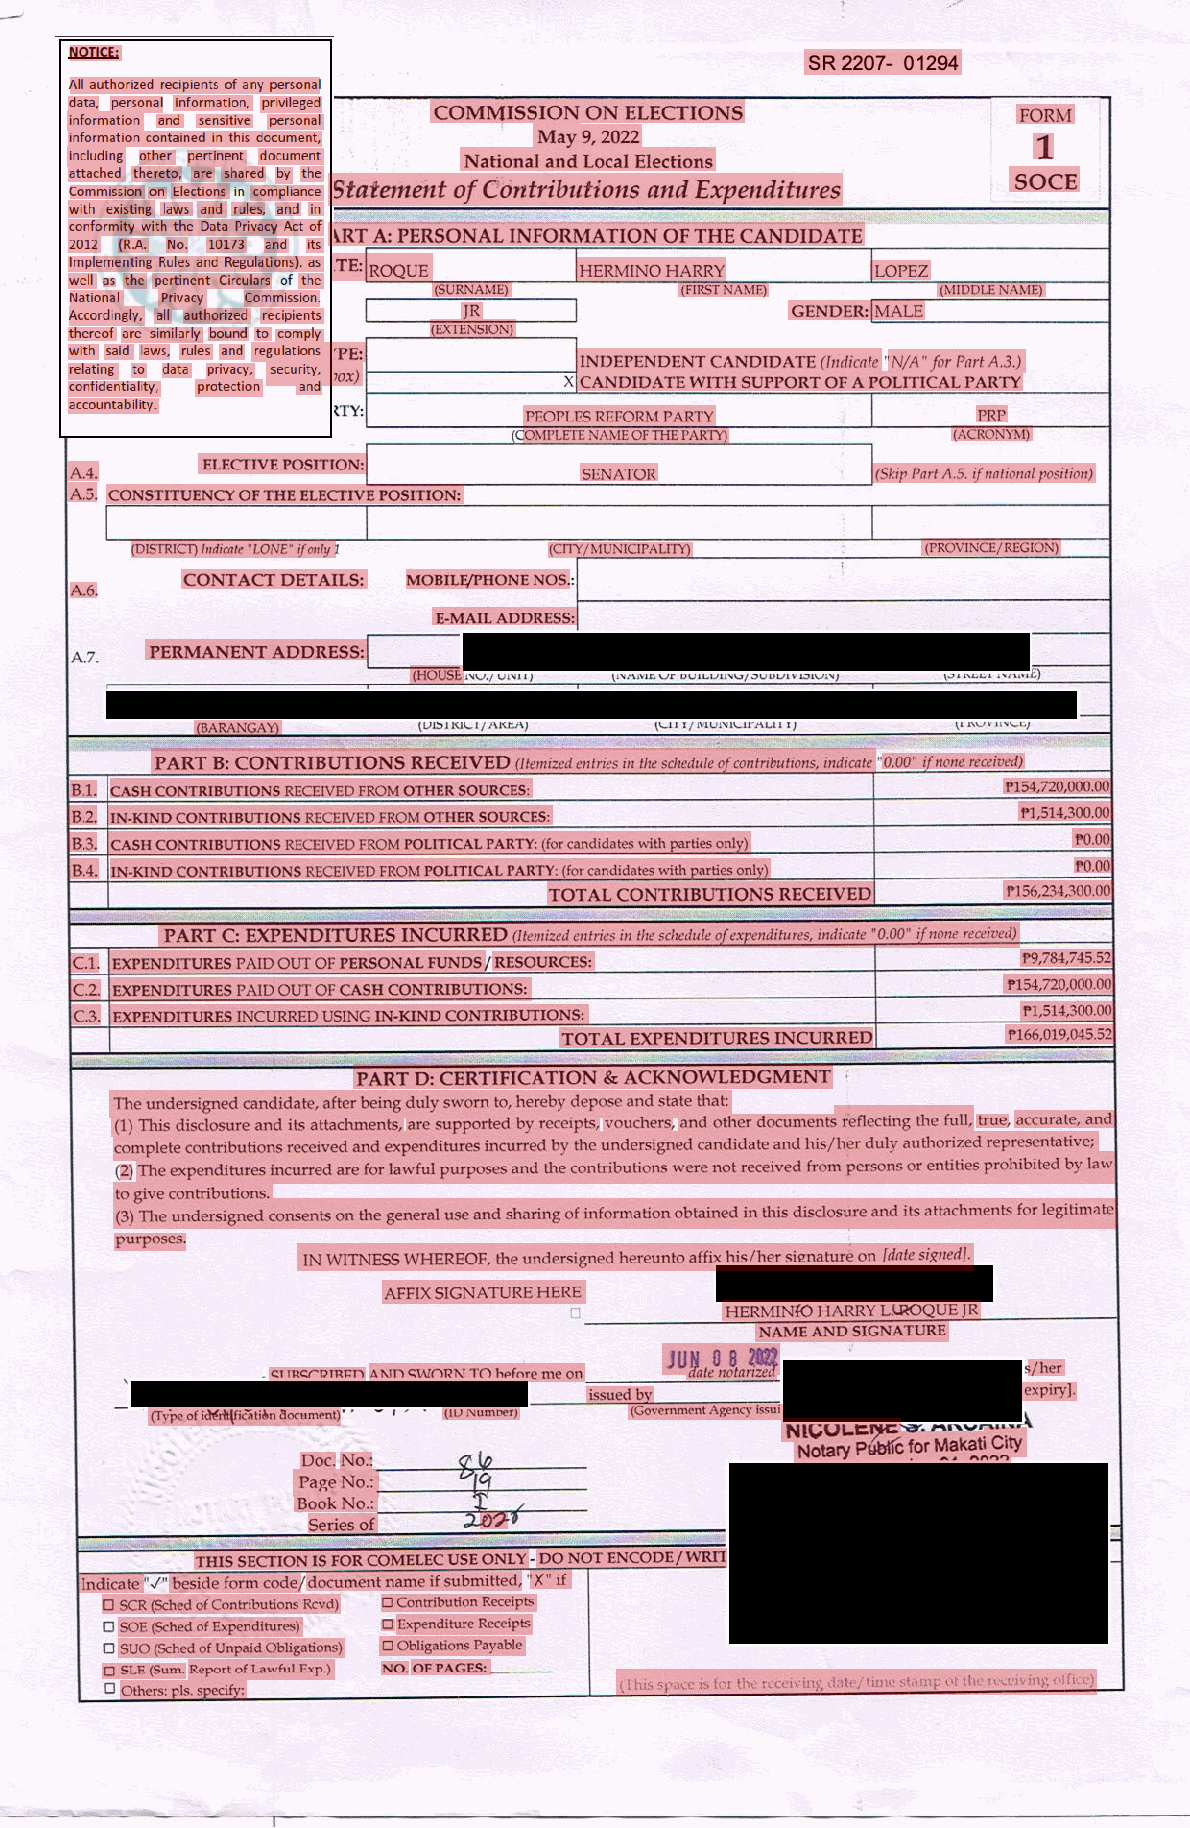 SR 2207- 01294
NOTICE:
All authorized recipients of any personal
data, personal information, privileged
information and sensitive personal
information contained in this document,
including other pertinent document
attached thereto, are shared by the
Commission on Elections in compliance
with existing laws and rules, and in
conformity with the Data Privacy Act of
2012 (R.A. No. 10173 and its
Implementing Rules and Regulations), as
well as the pertinent Circulars of the
National Privacy Commission.
Accordingly, all authorized recipients
thereof are similarly bound to comply
with said laws, rules and regulations
relating to data privacy, security,
confidentiality, protection and
accountability.
COMMISSION ON ELECTIONS
May 9, 2022
National and Local Elections
Statement of Contributions and Expenditures
FORM
1
SOCE
ART A: PERSONAL INFORMATION OF THE CANDIDATE
TE: ROQUE HERMINO HARRY LOPEZ
(SURNAME) (FIRST NAME) (MIDDLE NAME)
JR GENDER: MALE
(EXTENSION)
YPE: INDEPENDENT CANDIDATE (Indicate "N/A" for Part A.3.)
box) X CANDIDATE WITH SUPPORT OF A POLITICAL PARTY
RTY: PEOPLES REFORM PARTY PRP
(COMPLETE NAME OF THE PARTY) (ACRONYM)
A.4. ELECTIVE POSITION: SENATOR (Skip Part A.5. if national position)
A.5. CONSTITUENCY OF THE ELECTIVE POSITION:
(DISTRICT) Indicate "LONE" if only 1 (CITY/MUNICIPALITY) (PROVINCE/REGION)
A.6. CONTACT DETAILS: MOBILE/PHONE NOS.:
E-MAIL ADDRESS:
A.7. PERMANENT ADDRESS:
(HOUSE NO./UNIT) (NAME OF BUILDING/SUBDIVISION) (STREET NAME)
(BARANGAY) (DISTRICT/AREA) (CITY/MUNICIPALITY) (PROVINCE)
PART B: CONTRIBUTIONS RECEIVED (Itemized entries in the schedule of contributions, indicate "0.00" if none received)
B.1. CASH CONTRIBUTIONS RECEIVED FROM OTHER SOURCES: ₱154,720,000.00
B.2. IN-KIND CONTRIBUTIONS RECEIVED FROM OTHER SOURCES: ₱1,514,300.00
B.3. CASH CONTRIBUTIONS RECEIVED FROM POLITICAL PARTY: (for candidates with parties only) ₱0.00
B.4. IN-KIND CONTRIBUTIONS RECEIVED FROM POLITICAL PARTY: (for candidates with parties only) ₱0.00
TOTAL CONTRIBUTIONS RECEIVED ₱156,234,300.00
PART C: EXPENDITURES INCURRED (Itemized entries in the schedule of expenditures, indicate "0.00" if none received)
C.1. EXPENDITURES PAID OUT OF PERSONAL FUNDS/RESOURCES: ₱9,784,745.52
C.2. EXPENDITURES PAID OUT OF CASH CONTRIBUTIONS: ₱154,720,000.00
C.3. EXPENDITURES INCURRED USING IN-KIND CONTRIBUTIONS: ₱1,514,300.00
TOTAL EXPENDITURES INCURRED ₱166,019,045.52
PART D: CERTIFICATION & ACKNOWLEDGMENT
The undersigned candidate, after being duly sworn to, hereby depose and state that:
(1) This disclosure and its attachments, are supported by receipts, vouchers, and other documents reflecting the full, true, accurate, and
complete contributions received and expenditures incurred by the undersigned candidate and his/her duly authorized representative;
(2) The expenditures incurred are for lawful purposes and the contributions were not received from persons or entities prohibited by law
to give contributions.
(3) The undersigned consents on the general use and sharing of information obtained in this disclosure and its attachments for legitimate
purposes.
IN WITNESS WHEREOF, the undersigned hereunto affix his/her signature on [date signed].
AFFIX SIGNATURE HERE
HERMINIO HARRY L. ROQUE JR
NAME AND SIGNATURE
SUBSCRIBED AND SWORN TO before me on JUN 08 2022 s/her
date notarized
issued by expiry].
(Type of identification document) (ID Number) (Government Agency issui
NICOLENE S. ARCAINA
Notary Public for Makati City
Doc. No.: 86
Page No.: 19
Book No.: I
Series of 2022
THIS SECTION IS FOR COMELEC USE ONLY - DO NOT ENCODE/WRIT
Indicate "√" beside form code/document name if submitted, "X" if
SCR (Sched of Contributions Rcvd) Contribution Receipts
SOE (Sched of Expenditures) Expenditure Receipts
SUO (Sched of Unpaid Obligations) Obligations Payable
SLE (Sum. Report of Lawful Exp.) NO. OF PAGES:
Others: pls. specify:
(This space is for the receiving date/time stamp of the receiving office)